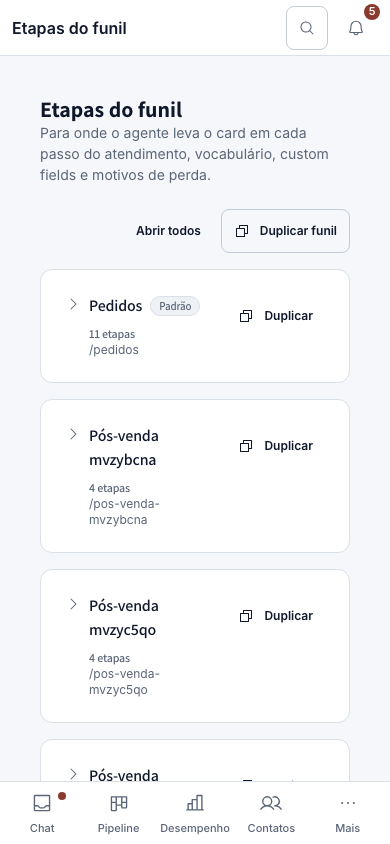 Etapas do funil
5
Etapas do funil
Para onde o agente leva o card em cada
passo do atendimento, vocabulário, custom
fields e motivos de perda.
Abrir todos
Duplicar funil
Pedidos
Padrão
Duplicar
11 etapas
/pedidos
Pós-venda
mvzybcna
Duplicar
4 etapas
/pos-venda-
mvzybcna
Pós-venda
mvzyc5qo
Duplicar
4 etapas
/pos-venda-
mvzyc5qo
Pós-venda
Chat
Pipeline
Desempenho
Contatos
Mais